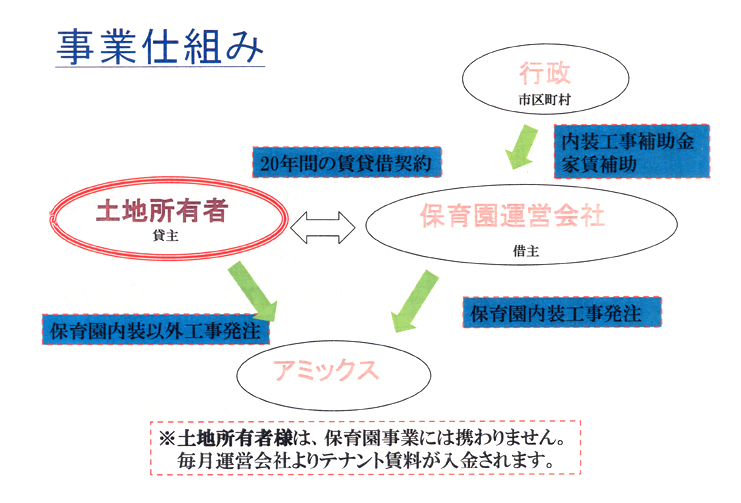 事業仕組み
行政
市区町村
内装工事補助金
家賃補助
20年間の賃貸借契約
土地所有者
貸主
保育園運営会社
借主
保育園内装以外工事発注
保育園内装工事発注
アミックス
※土地所有者様は、保育園事業には携わりません。
毎月運営会社よりテナント賃料が入金されます。